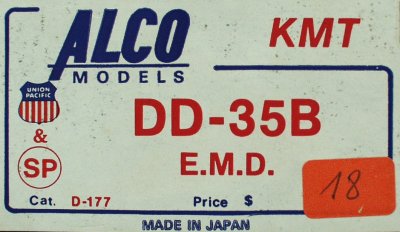 ALCO
MODELS
KMT
UNION
PACIFIC
&
SP
DD-35B
E.M.D.
18
Cat. D-177 Price $
MADE IN JAPAN